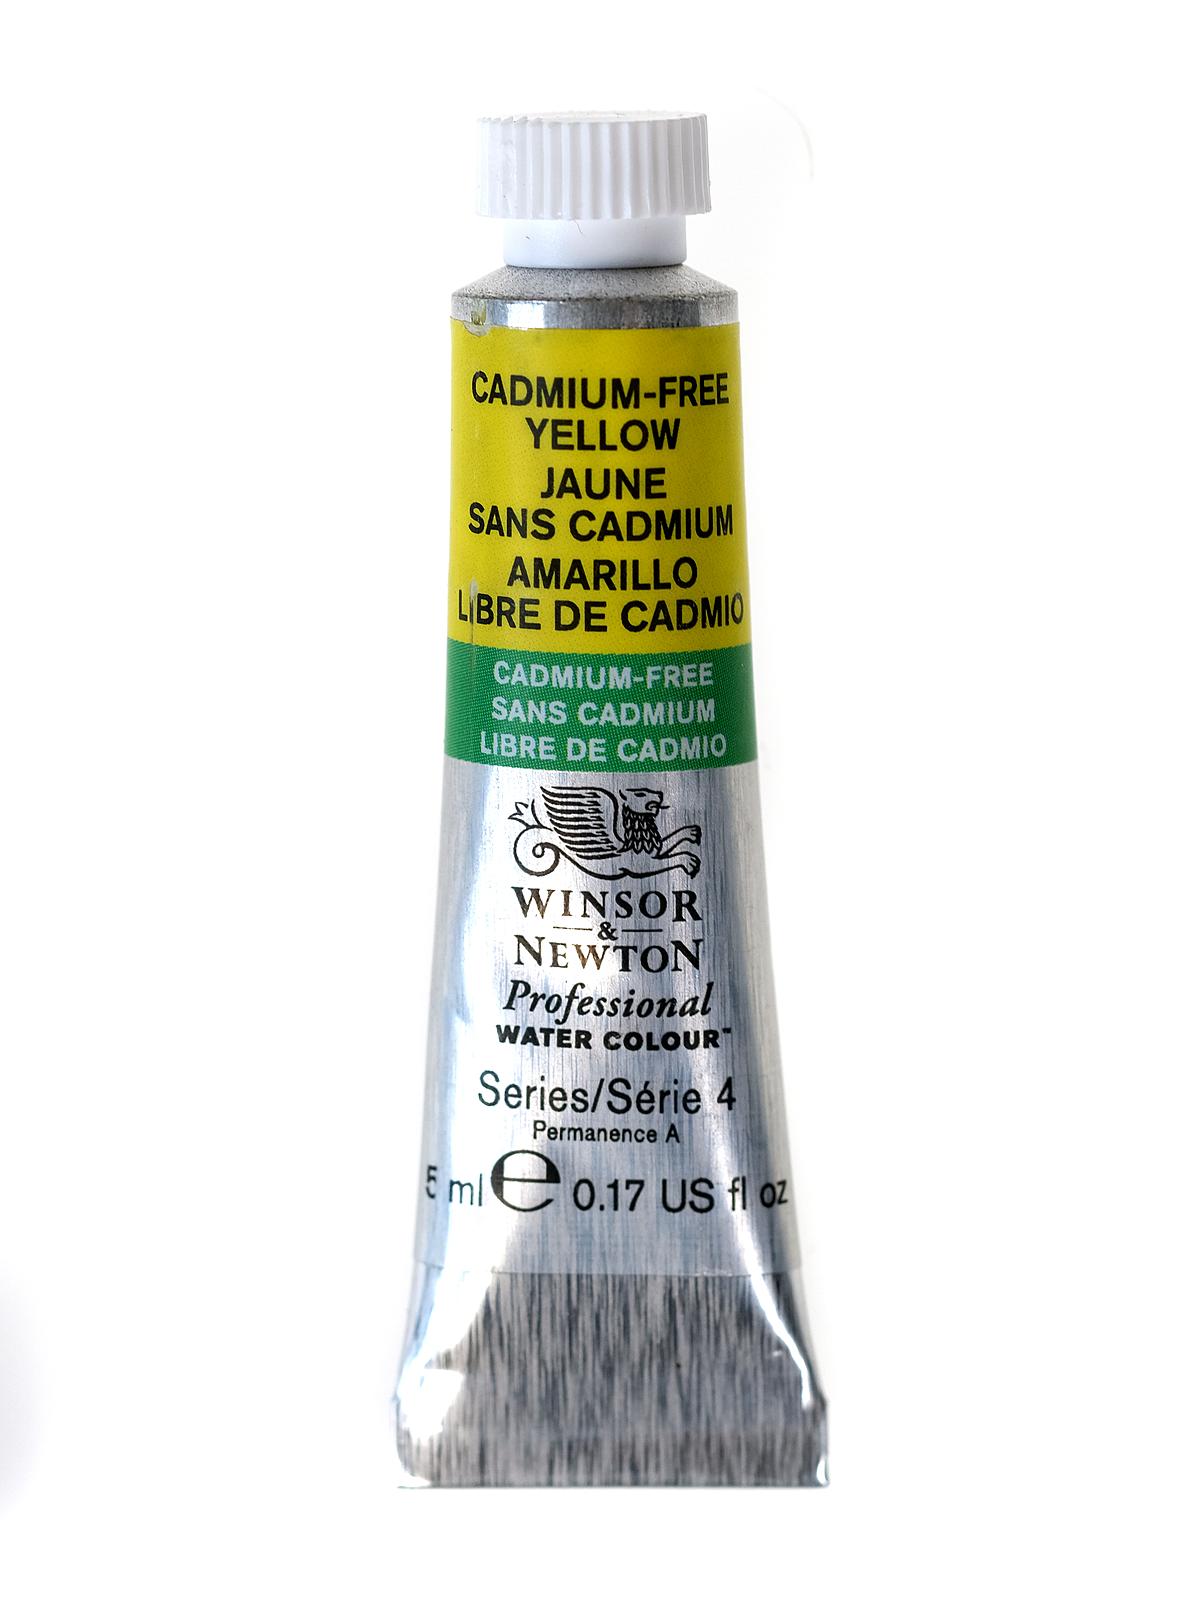 CADMIUM-FREE
YELLOW
JAUNE
SANS CADMIUM
AMARILLO
LIBRE DE CADMIO
CADMIUM-FREE
SANS CADMIUM
LIBRE DE CADMIO
WINSOR
&
NEWTON
Professional
WATER COLOUR™
Series/Série 4
Permanence A
5 ml e 0.17 US fl oz